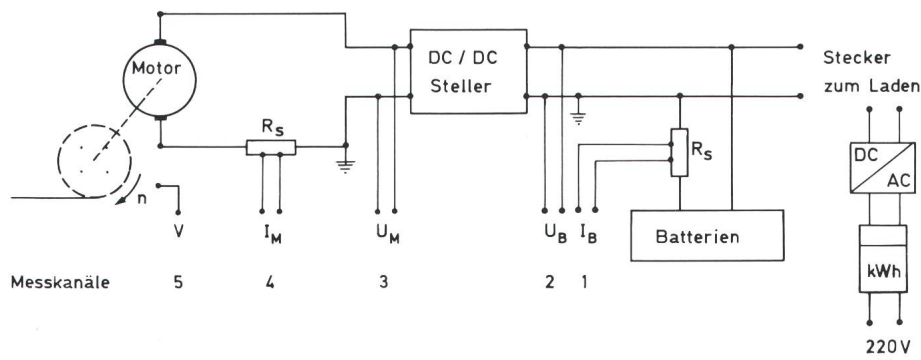 Motor
DC / DC
Steller
Stecker
zum Laden
R_S
R_S
DC
AC
n
V
I_M
U_M
U_B
I_B
Batterien
kWh
Messkanäle 5 4 3 2 1
220V